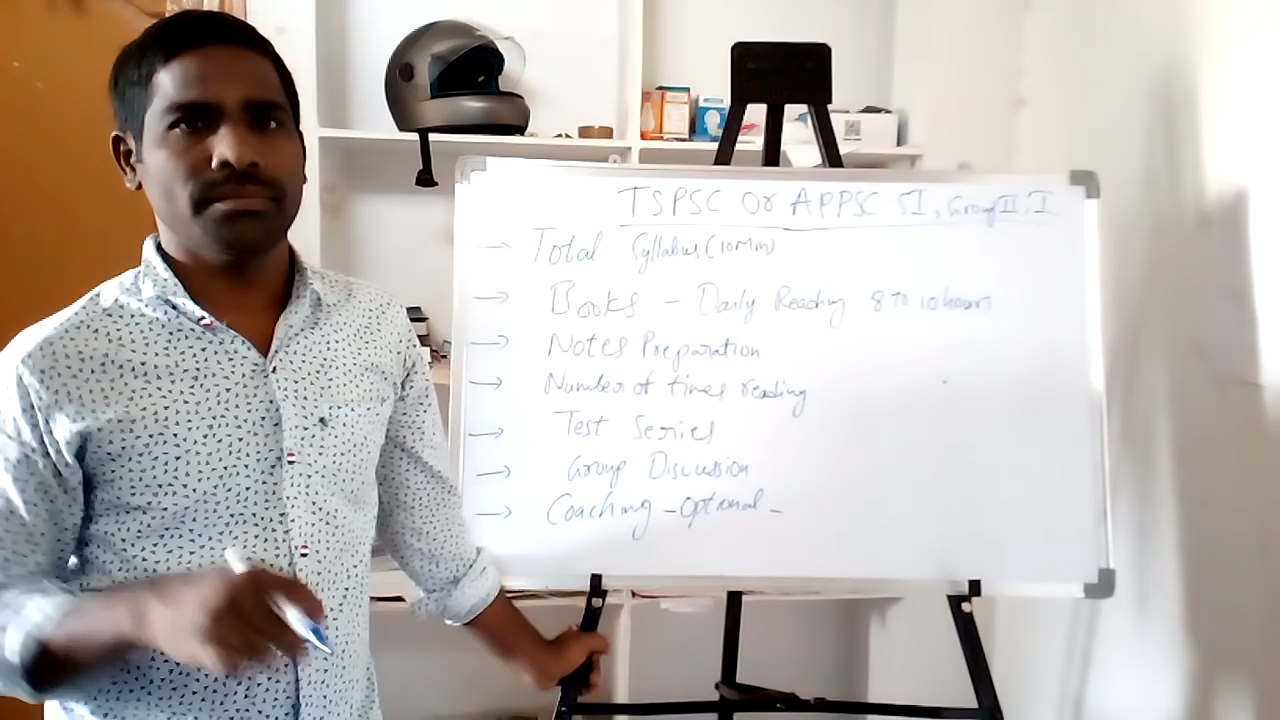 TSPSC Or APPSC SI, Group II, I
→ Total Syllabus (10Min)
→ Books - Daily Reading 8 to 10 hours
→ Notes Preparation
→ Number of times reading
→ Test Series
→ Group Discussion
→ Coaching - Optional -